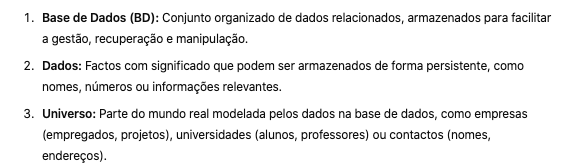 1. Base de Dados (BD): Conjunto organizado de dados relacionados, armazenados para facilitar
a gestão, recuperação e manipulação.
2. Dados: Factos com significado que podem ser armazenados de forma persistente, como
nomes, números ou informações relevantes.
3. Universo: Parte do mundo real modelada pelos dados na base de dados, como empresas
(empregados, projetos), universidades (alunos, professores) ou contactos (nomes,
endereços).